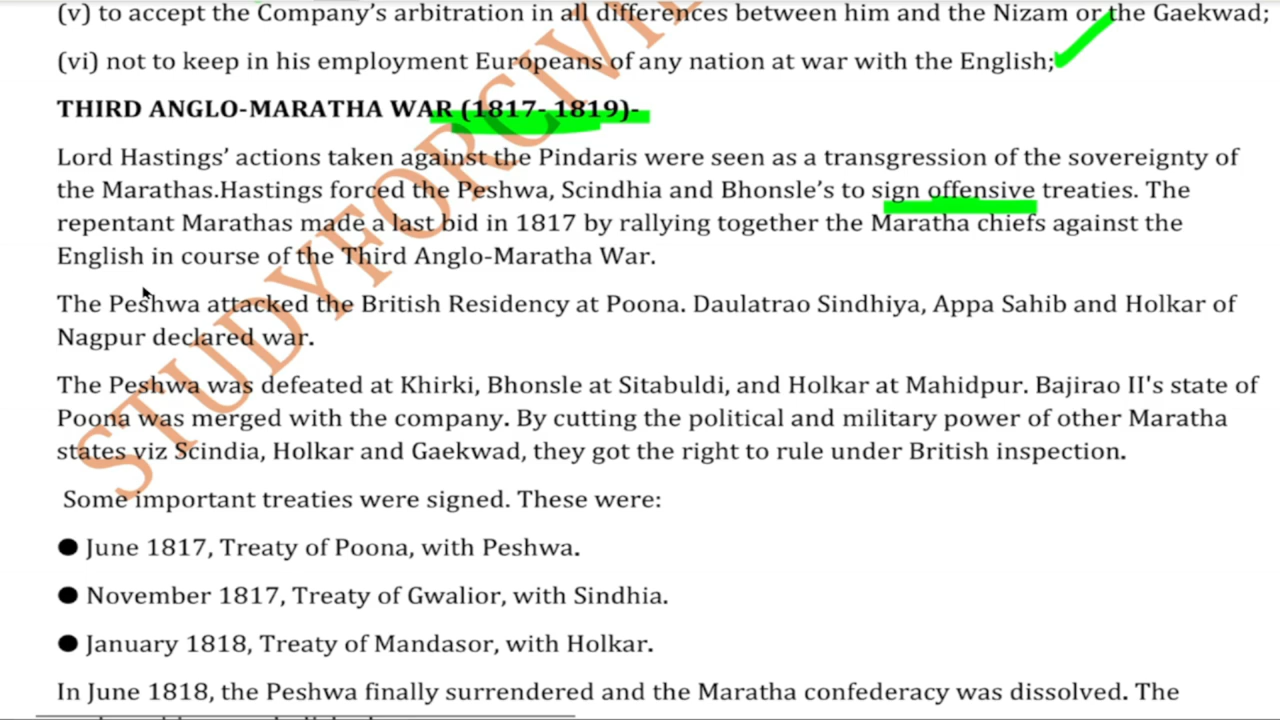 (v) to accept the Company’s arbitration in all differences between him and the Nizam or the Gaekwad;
(vi) not to keep in his employment Europeans of any nation at war with the English;
THIRD ANGLO-MARATHA WAR (1817- 1819)-
Lord Hastings’ actions taken against the Pindaris were seen as a transgression of the sovereignty of
the Marathas.Hastings forced the Peshwa, Scindhia and Bhonsle’s to sign offensive treaties. The
repentant Marathas made a last bid in 1817 by rallying together the Maratha chiefs against the
English in course of the Third Anglo-Maratha War.
The Peshwa attacked the British Residency at Poona. Daulatrao Sindhiya, Appa Sahib and Holkar of
Nagpur declared war.
The Peshwa was defeated at Khirki, Bhonsle at Sitabuldi, and Holkar at Mahidpur. Bajirao II's state of
Poona was merged with the company. By cutting the political and military power of other Maratha
states viz Scindia, Holkar and Gaekwad, they got the right to rule under British inspection.
Some important treaties were signed. These were:
● June 1817, Treaty of Poona, with Peshwa.
● November 1817, Treaty of Gwalior, with Sindhia.
● January 1818, Treaty of Mandasor, with Holkar.
In June 1818, the Peshwa finally surrendered and the Maratha confederacy was dissolved. The
STUDYFORCIVI